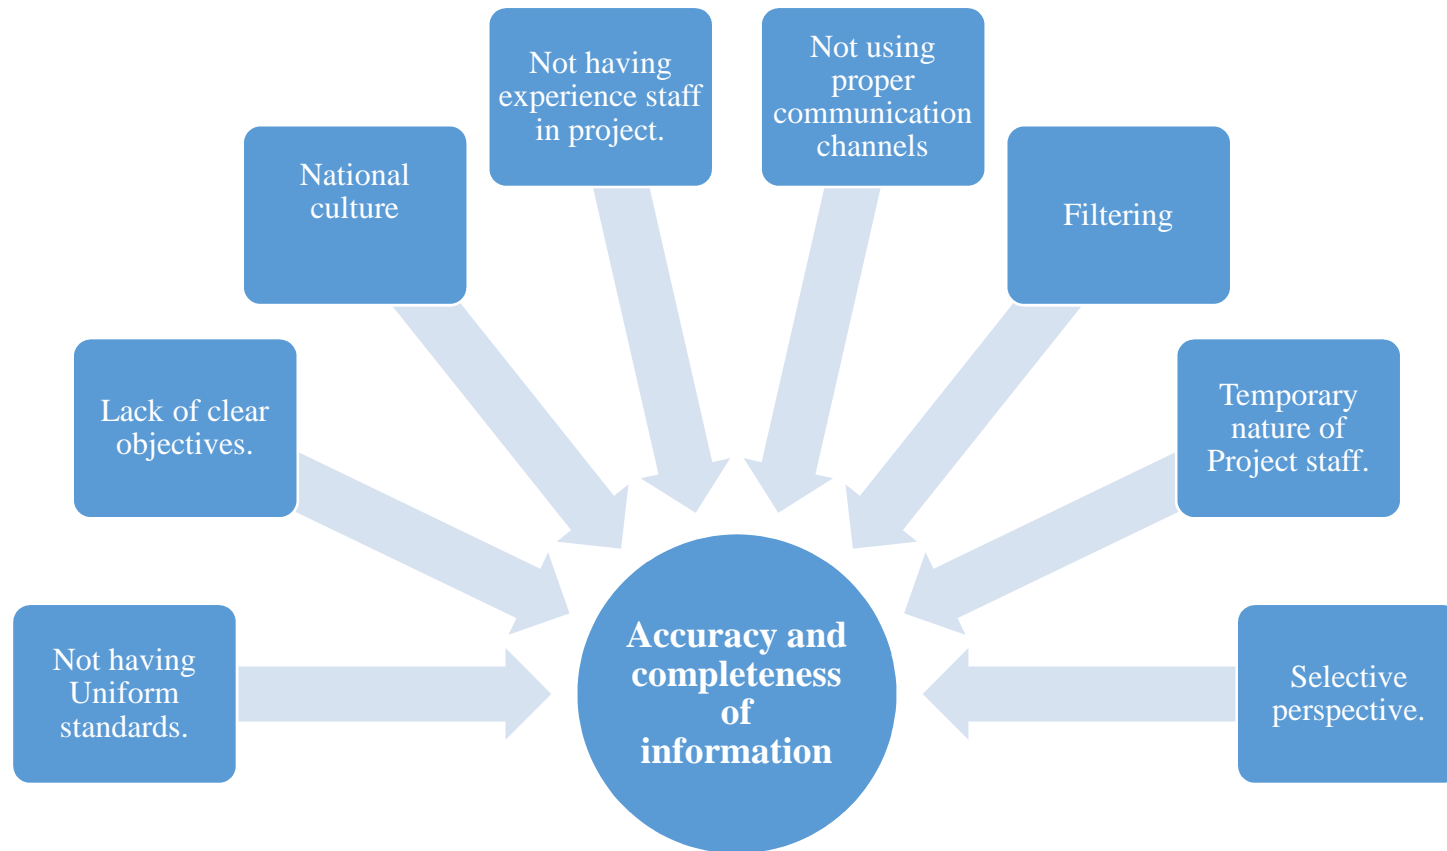 Not having
experience staff
in project.
Not using
proper
communication
channels
National
culture
Filtering
Lack of clear
objectives.
Temporary
nature of
Project staff.
Not having
Uniform
standards.
Accuracy and
completeness
of
information
Selective
perspective.